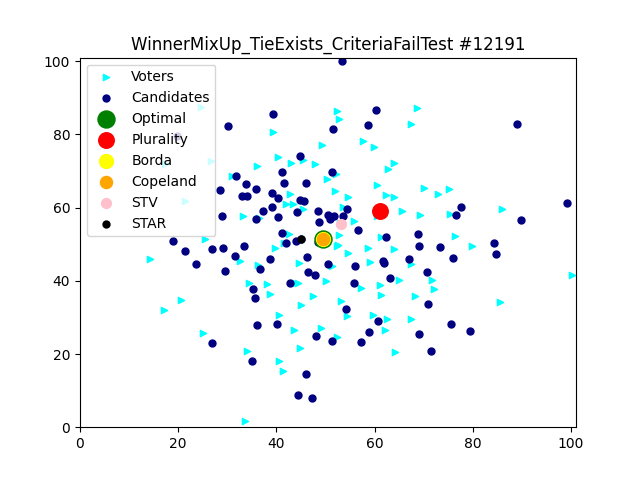 WinnerMixUp_TieExists_CriteriaFailTest #12191
Voters
Candidates
Optimal
Plurality
Borda
Copeland
STV
STAR
100
80
60
40
20
0
0 20 40 60 80 100